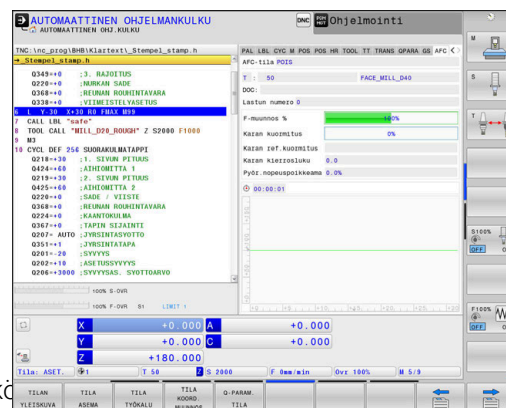 AUTOMAATTINEN OHJELMANKULKU
AUTOMAATTINEN OHJ.KULKU
DNC
Ohjelmointi
TNC:\nc_prog\BHB\Klartext\_Stempel_stamp.h
→_Stempel_stamp.h
Q349=+0 ;3. RAJOITUS
Q220=+0 ;NURKAN SADE
Q368=+0 ;REUNAN ROUHINTAVARA
Q338=+0 ;VIIMEISTELYASETUS
6 L Y-30 X+30 R0 FMAX M99
7 CALL LBL "safe"
8 TOOL CALL "MILL_D20_ROUGH" Z S2000 F1000
9 M3
10 CYCL DEF 256 SUORAKULMATAPPI
Q218=+30 ;1. SIVUN PITUUS
Q424=+60 ;AIHIOMITTA 1
Q219=+30 ;2. SIVUN PITUUS
Q425=+60 ;AIHIOMITTA 2
Q220=+0 ;SADE / VIISTE
Q368=+0 ;REUNAN ROUHINTAVARA
Q224=+0 ;KAANTOKULMA
Q367=+0 ;TAPIN SIJAINTI
Q207= AUTO ;JYRSINTASYOTTO
Q351=+1 ;JYRSINTATAPA
Q201=-20 ;SYVYYS
Q202=+10 ;ASETUSSYVYYS
Q206=+3000 ;SYVYYSAS. SYOTTOARVO
100% S-OVR
100% F-OVR S1 LIMIT 1
PAL LBL CYC M POS POS HR TOOL TT TRANS QPARA GS AFC
AFC-tila POIS
T : 50 FACE_MILL_D40
DOC:
Lastun numero 0
F-muunnos % 100%
Karan kuormitus 0%
Karan ref.kuormitus
Karan kierrosluku 0.0
Pyör.nopeuspoikkeama 0.0%
00:00:01
X +0.000 A +0.000
Y +0.000 C +0.000
Z +180.000
Tila: ASET. 1 T 50 Z S 2000 F 0mm/min Ovr 100% M 5/9
TILAN YLEISKUVA
TILA ASEMA
TILA TYÖKALU
TILA KOORD. MUUNNOS
Q-PARAM. TILA
M
S
T
S100%
OFF
F100%
OFF